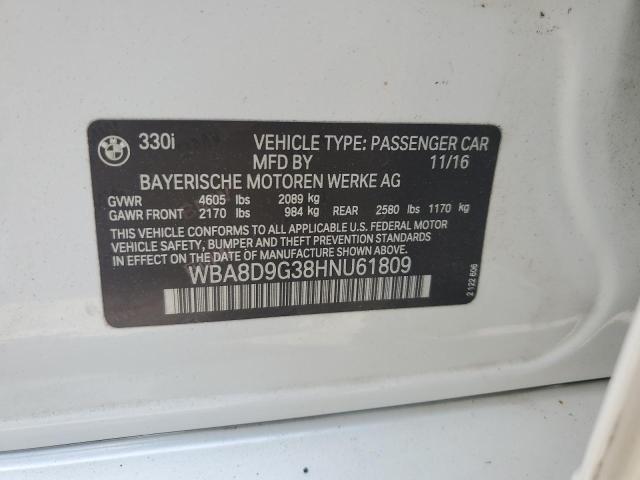 BMW 330i VEHICLE TYPE: PASSENGER CAR
MFD BY 11/16
BAYERISCHE MOTOREN WERKE AG
GVWR 4605 lbs 2089 kg
GAWR FRONT 2170 lbs 984 kg REAR 2580 lbs 1170 kg
THIS VEHICLE CONFORMS TO ALL APPLICABLE U.S. FEDERAL MOTOR
VEHICLE SAFETY, BUMPER AND THEFT PREVENTION STANDARDS
IN EFFECT ON THE DATE OF MANUFACTURE SHOWN ABOVE.
WBA8D9G38HNU61809
2 122 606